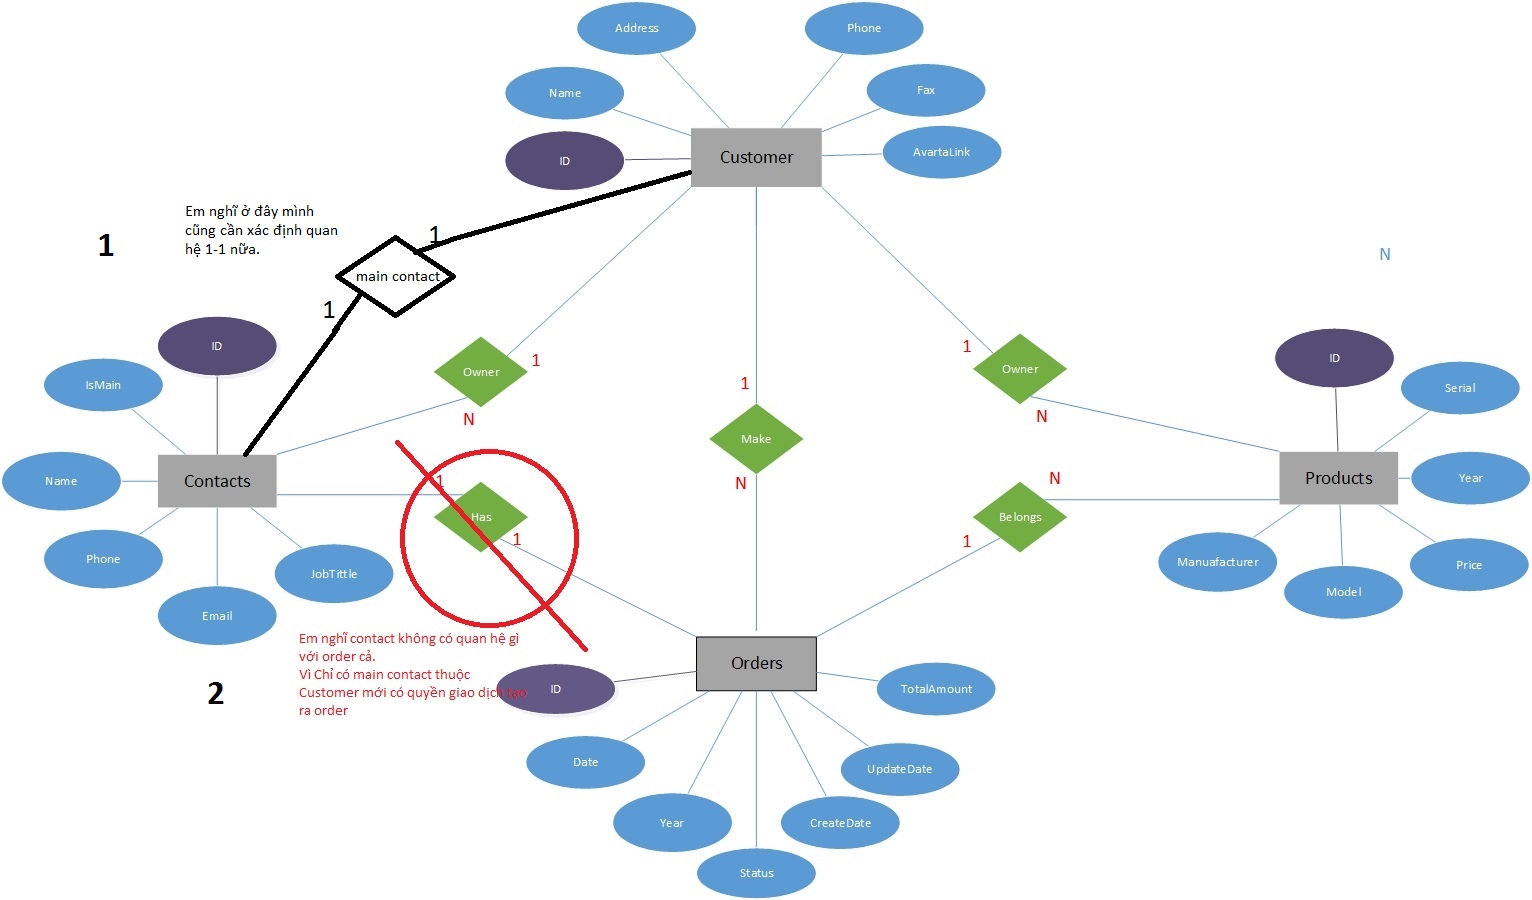 Address
Phone
Name
Fax
ID
Customer
AvartaLink
Em nghĩ ở đây mình
cũng cần xác định quan
hệ 1-1 nữa.
1
1
main contact
1
N
ID
IsMain
Owner
1
N
1
Owner
N
ID
Serial
1
Make
N
Name
Contacts
Phone
Email
JobTittle
1
Has
1
N
Belongs
1
Products
Year
Manuafacturer
Model
Price
Em nghĩ contact không có quan hệ gì
với order cả.
Vì Chỉ có main contact thuộc
Customer mới có quyền giao dịch tạo
ra order
2
Orders
ID
TotalAmount
Date
UpdateDate
Year
CreateDate
Status